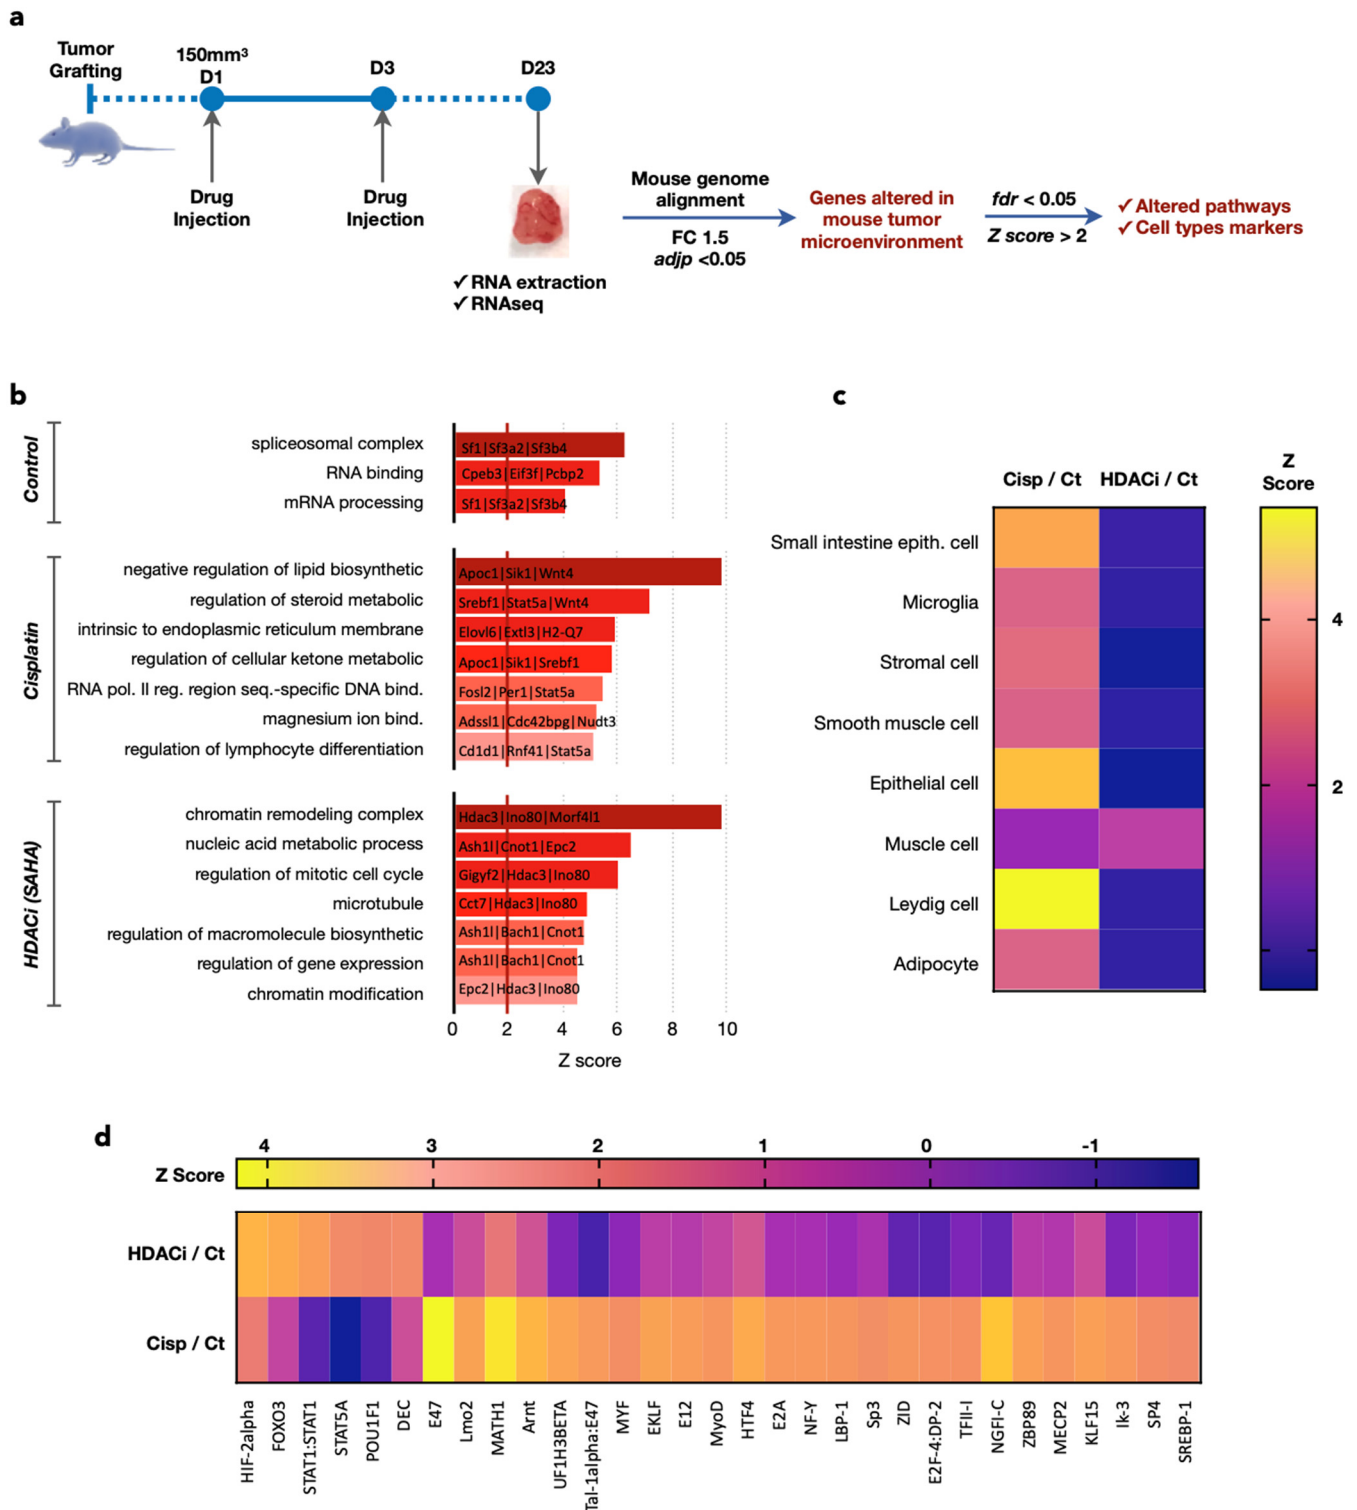 a
Tumor
Grafting
150mm³
D1
D3
D23
Drug
Injection
Drug
Injection
✓ RNA extraction
✓ RNAseq
Mouse genome
alignment
FC 1.5
adjp <0.05
Genes altered in
mouse tumor
microenvironment
fdr < 0.05
Z score > 2
✓ Altered pathways
✓ Cell types markers
b
Control
spliceosomal complex
Sf1|Sf3a2|Sf3b4
RNA binding
Cpeb3|Eif3f|Pcbp2
mRNA processing
Sf1|Sf3a2|Sf3b4
Cisplatin
negative regulation of lipid biosynthetic
Apoc1|Sik1|Wnt4
regulation of steroid metabolic
Srebf1|Stat5a|Wnt4
intrinsic to endoplasmic reticulum membrane
Elovl6|Extl3|H2-Q7
regulation of cellular ketone metabolic
Apoc1|Sik1|Srebf1
RNA pol. II reg. region seq.-specific DNA bind.
Fosl2|Per1|Stat5a
magnesium ion bind.
Adssl1|Cdc42bpg|Nudt3
regulation of lymphocyte differentiation
Cd1d1|Rnf41|Stat5a
HDACi (SAHA)
chromatin remodeling complex
Hdac3|Ino80|Morf4l1
nucleic acid metabolic process
Ash1l|Cnot1|Epc2
regulation of mitotic cell cycle
Gigyf2|Hdac3|Ino80
microtubule
Cct7|Hdac3|Ino80
regulation of macromolecule biosynthetic
Ash1l|Bach1|Cnot1
regulation of gene expression
Ash1l|Bach1|Cnot1
chromatin modification
Epc2|Hdac3|Ino80
0 2 4 6 8 10
Z score
c
Cisp / Ct HDACi / Ct
Z
Score
Small intestine epith. cell
Microglia
Stromal cell
Smooth muscle cell
Epithelial cell
Muscle cell
Leydig cell
Adipocyte
4
2
d
4 3 2 1 0 -1
Z Score
HDACi / Ct
Cisp / Ct
HIF-2alpha
FOXO3
STAT1:STAT1
STAT5A
POU1F1
DEC
E47
Lmo2
MATH1
Arnt
UF1H3BETA
Tal-1alpha:E47
MYF
EKLF
E12
MyoD
HTF4
E2A
NF-Y
LBP-1
Sp3
ZID
E2F-4:DP-2
TFII-I
NGFI-C
ZBP89
MECP2
KLF15
Ik-3
SP4
SREBP-1